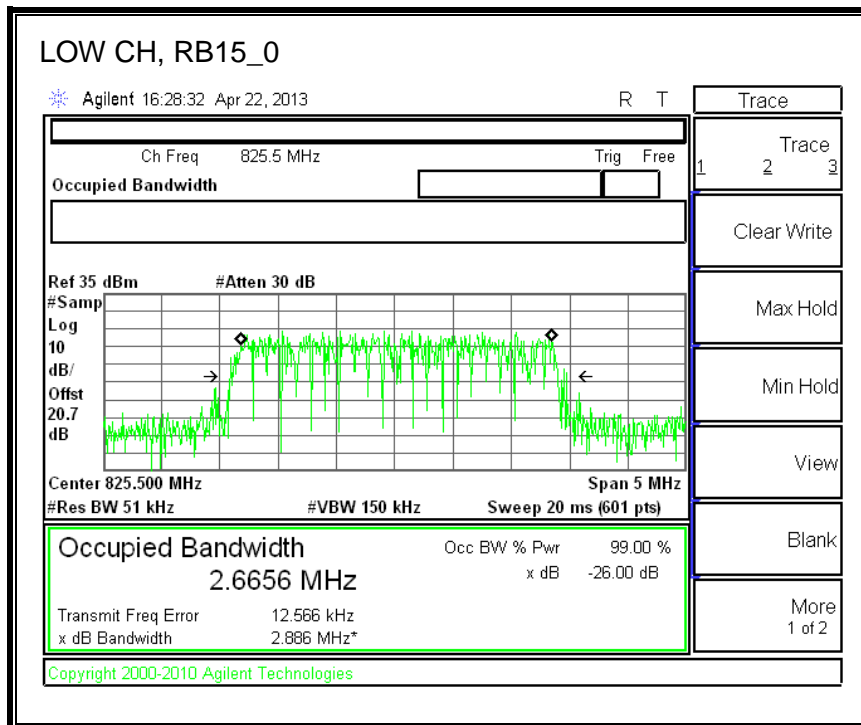 LOW CH, RB15_0
Agilent 16:28:32 Apr 22, 2013 R T
Trace
Ch Freq 825.5 MHz Trig Free
Occupied Bandwidth
Trace
1 2 3
Clear Write
Max Hold
Min Hold
View
Blank
More
1 of 2
Ref 35 dBm #Atten 30 dB
#Samp
Log
10
dB/
Offst
20.7
dB
Center 825.500 MHz Span 5 MHz
#Res BW 51 kHz #VBW 150 kHz Sweep 20 ms (601 pts)
Occupied Bandwidth Occ BW % Pwr 99.00 %
2.6656 MHz x dB -26.00 dB
Transmit Freq Error 12.566 kHz
x dB Bandwidth 2.886 MHz*
Copyright 2000-2010 Agilent Technologies